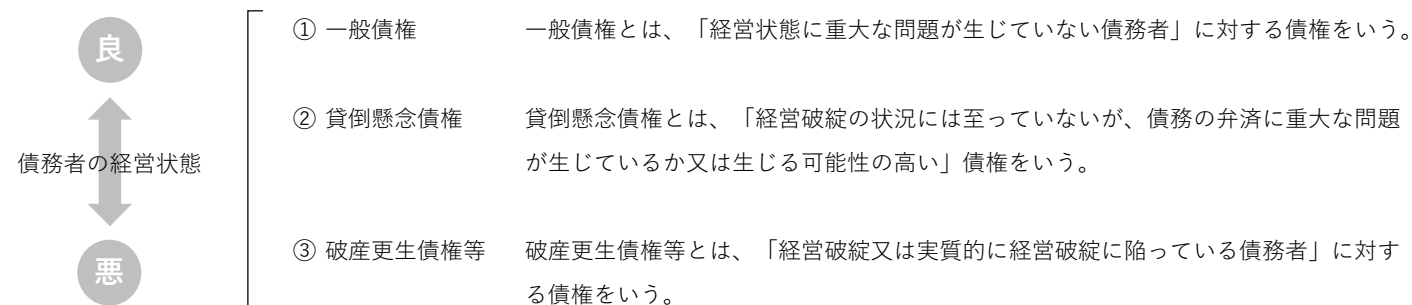 良
債務者の経営状態
悪
① 一般債権 一般債権とは、「経営状態に重大な問題が生じていない債務者」に対する債権をいう。
② 貸倒懸念債権 貸倒懸念債権とは、「経営破綻の状況には至っていないが、債務の弁済に重大な問題
が生じているか又は生じる可能性の高い」債権をいう。
③ 破産更生債権等 破産更生債権等とは、「経営破綻又は実質的に経営破綻に陥っている債務者」に対す
る債権をいう。